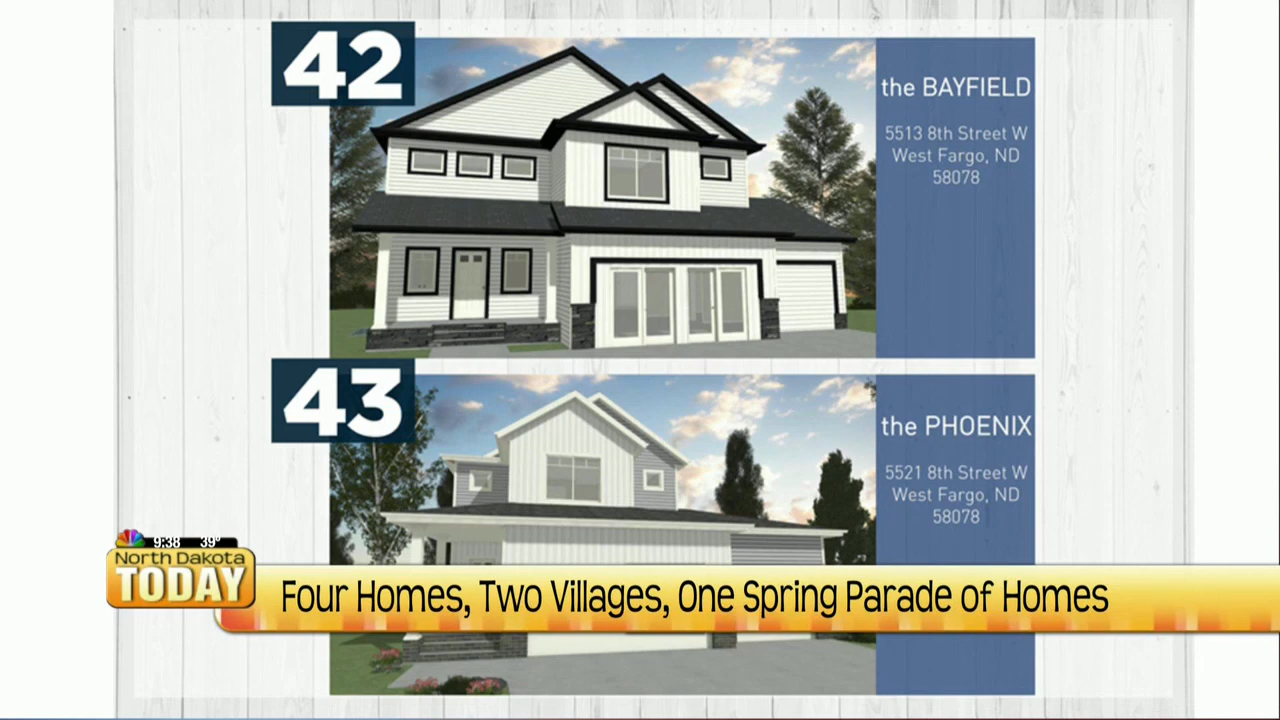 42
the BAYFIELD
5513 8th Street W
West Fargo, ND
58078
43
the PHOENIX
5521 8th Street W
West Fargo, ND
58078
9:38 39°
North Dakota
TODAY
Four Homes, Two Villages, One Spring Parade of Homes